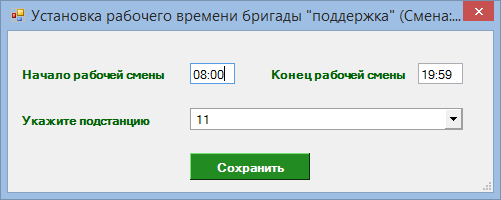 Установка рабочего времени бригады "поддержка" (Смена:...
Начало рабочей смены 08:00 Конец рабочей смены 19:59
Укажите подстанцию 11
Сохранить